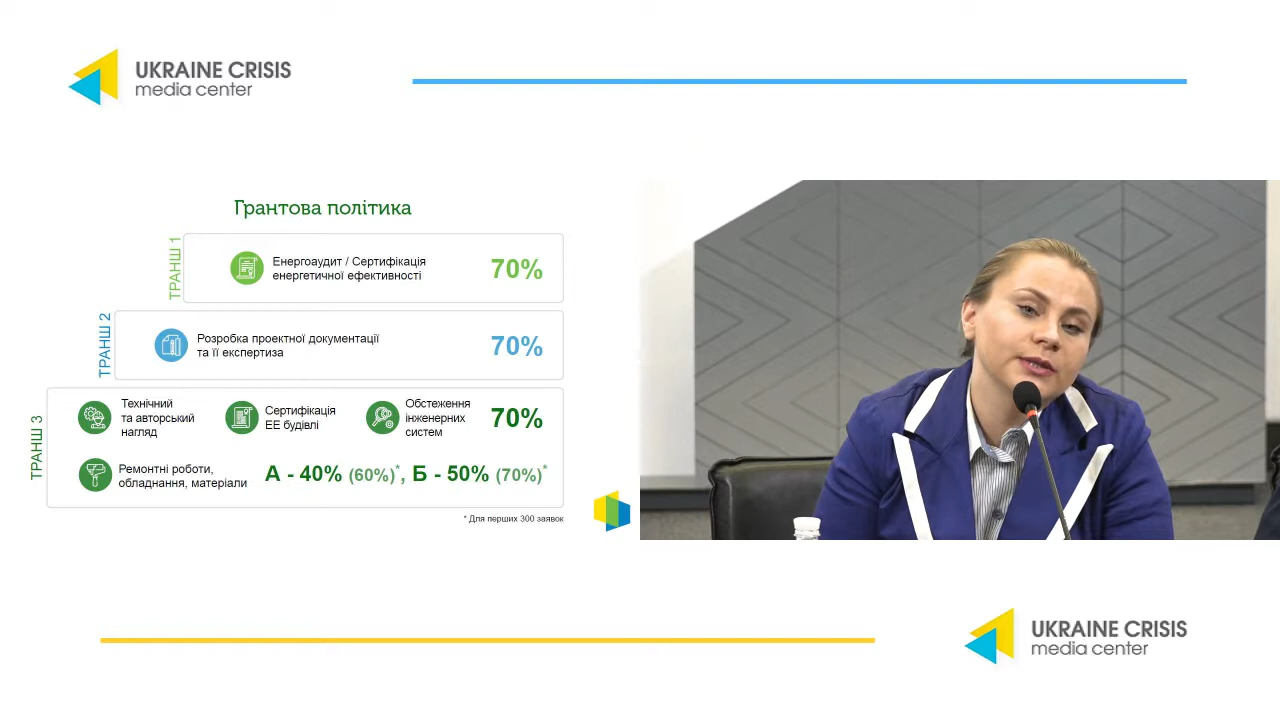 UKRAINE CRISIS
media center
Грантова політика
ТРАНШ 1
Енергоаудит / Сертифікація
енергетичної ефективності
70%
ТРАНШ 2
Розробка проектної документації
та її експертиза
70%
ТРАНШ 3
Технічний
та авторський
нагляд
Сертифікація
ЕЕ будівлі
Обстеження
інженерних
систем
70%
Ремонтні роботи,
обладнання, матеріали
А - 40% (60%)*, Б - 50% (70%)*
* Для перших 300 заявок
UKRAINE CRISIS
media center